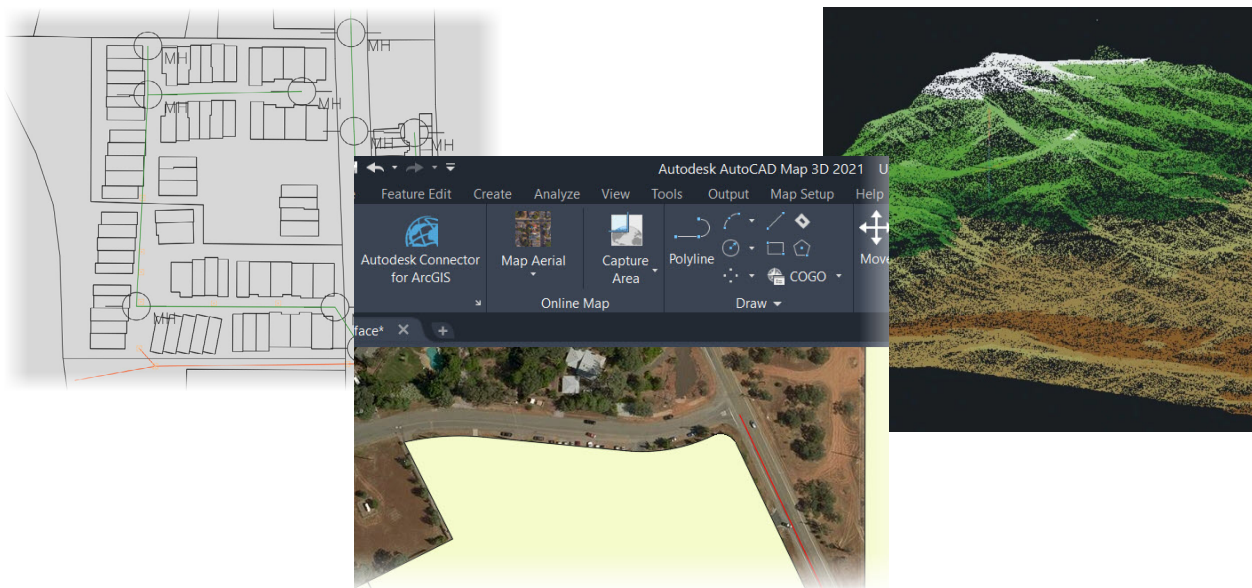 MH
MH
MH
MH
MH
MH
Autodesk AutoCAD Map 3D 2021
Feature Edit Create Analyze View Tools Output Map Setup Help
Autodesk Connector
for ArcGIS
Map Aerial
Capture
Area
Polyline
COGO
Move
Online Map
Draw
face*